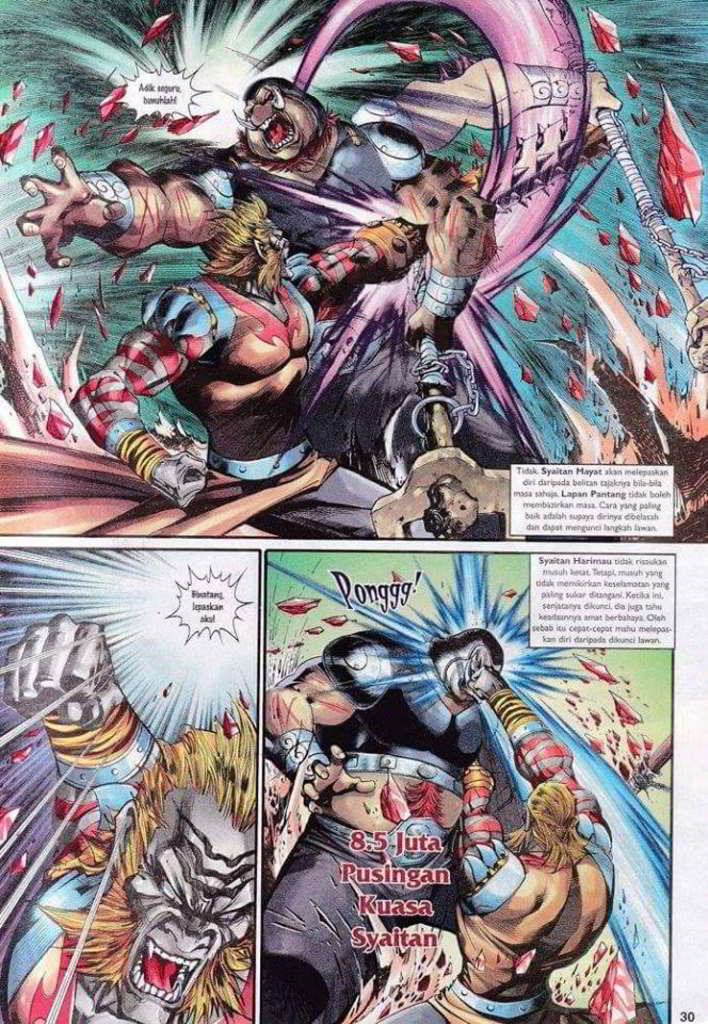 Adik seguru,
bunuhlah!
Tidak. Syaitan Mayat akan melepaskan
diri daripada belitan tajaknya bila-bila
masa sahaja. Lapan Pantang tidak boleh
membazirkan masa. Cara yang paling
baik adalah supaya dirinya dibelasah
dan dapat mengunci langkah lawan.
Binatang,
lepaskan
aku!
Ponggg!
Syaitan Harimau tidak risaukan
musuh ketat. Tetapi, musuh yang
tidak memikirkan keselamatan yang
paling sukar ditangani. Ketika ini,
senjatanya dikunci, dia juga tahu
keadaannya amat berbahaya. Oleh
sebab itu cepat-cepat mahu melepas-
kan diri daripada dikunci lawan.
8.5 Juta
Pusingan
Kuasa
Syaitan
30